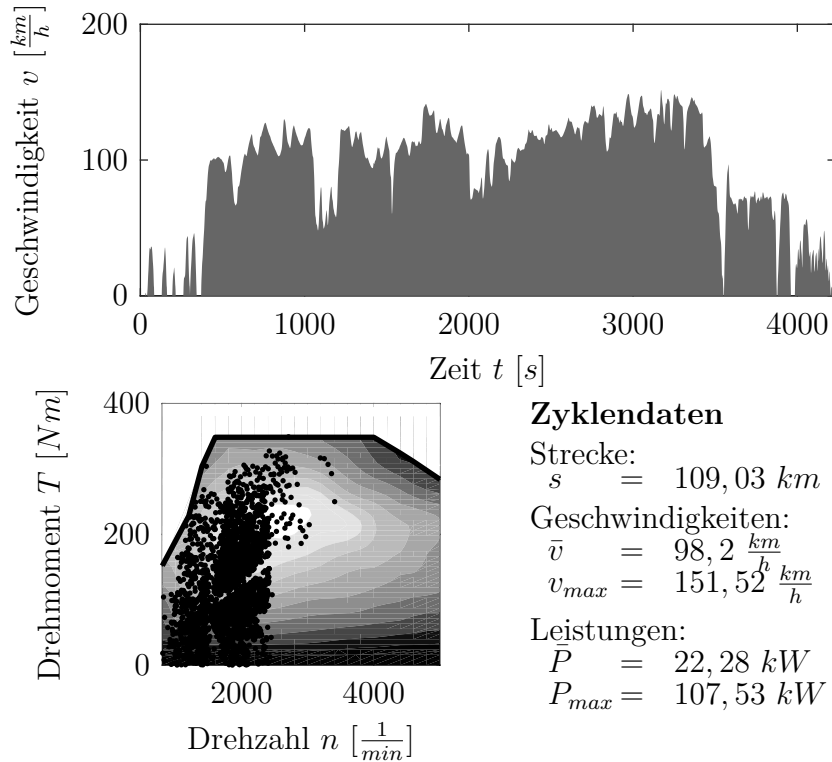 Geschwindigkeit v [km/h]
200
100
0
0 1000 2000 3000 4000
Zeit t [s]
Drehmoment T [Nm]
400
200
0
2000 4000
Drehzahl n [1/min]
Zyklendaten
Strecke:
s = 109,03 km
Geschwindigkeiten:
v̄ = 98,2 km/h
vmax = 151,52 km/h
Leistungen:
P̄ = 22,28 kW
Pmax = 107,53 kW